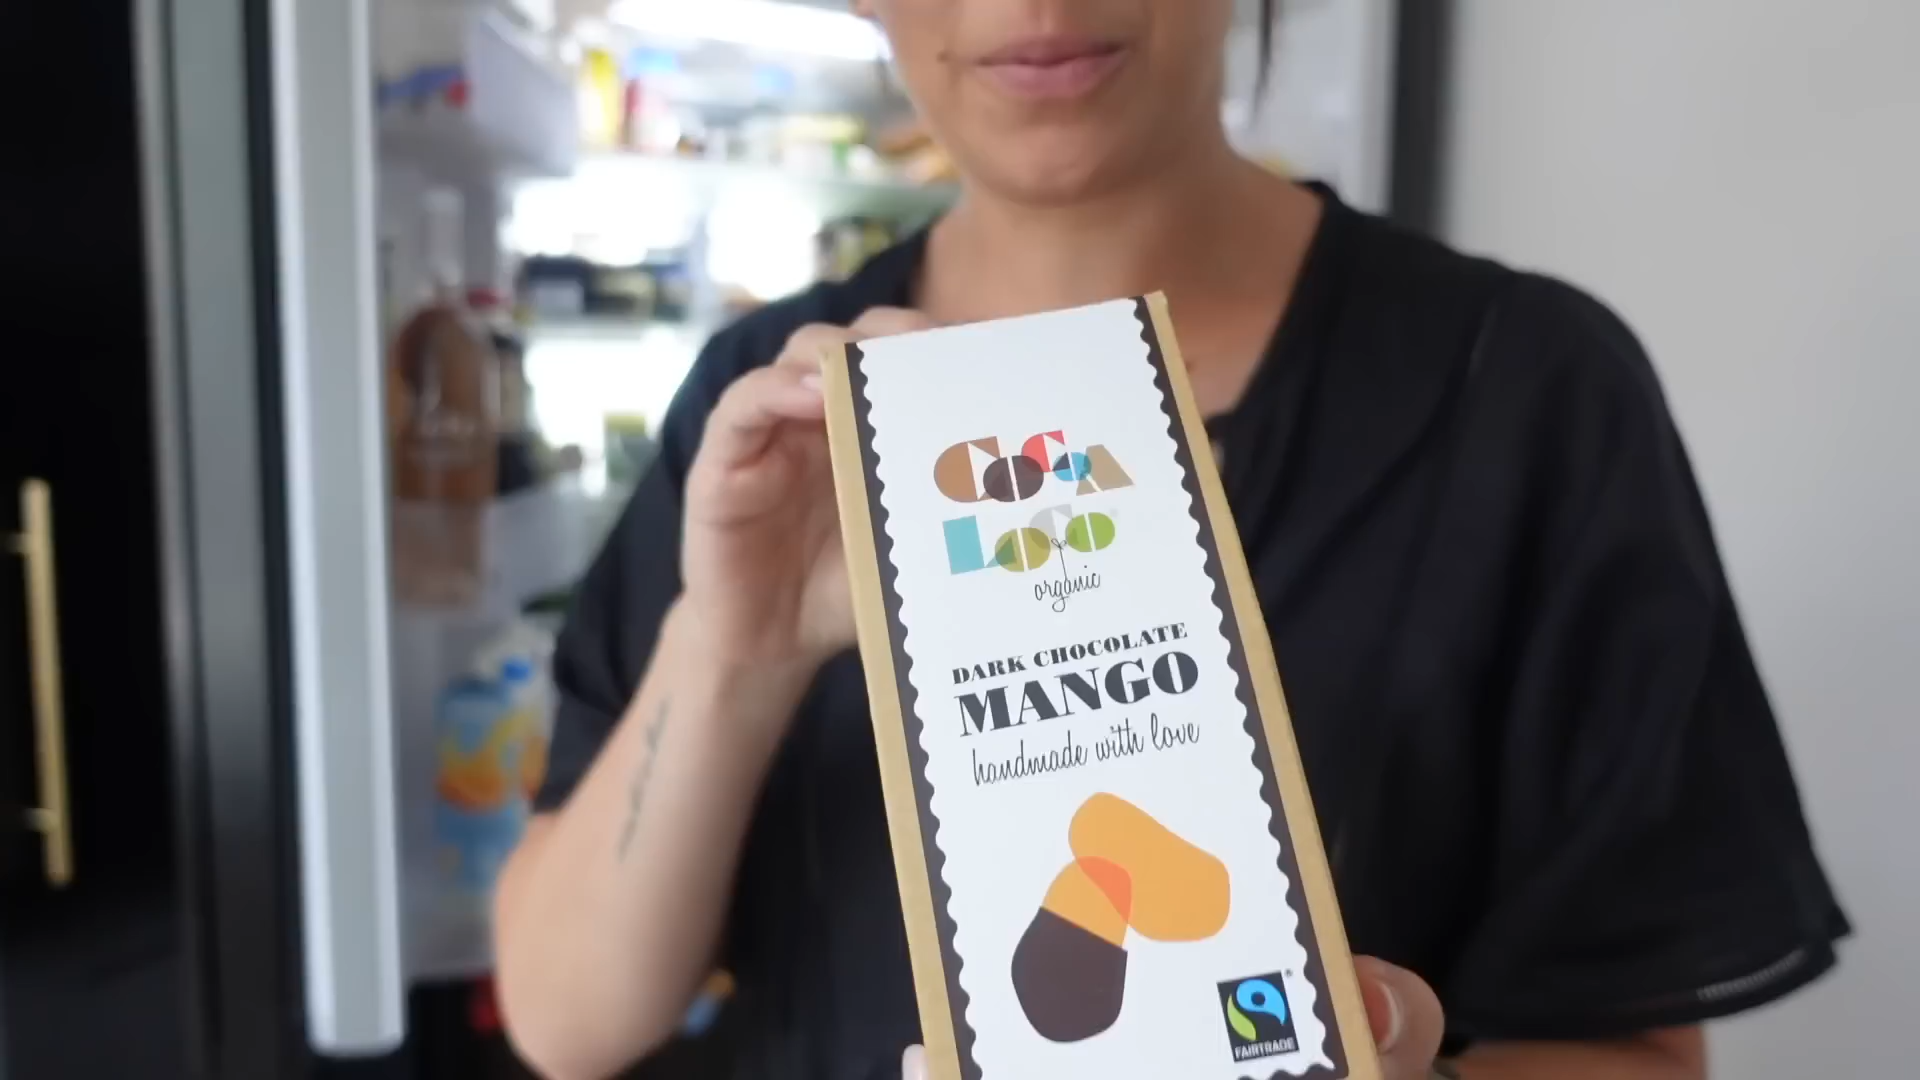 COCOA
LOCO
organic
DARK CHOCOLATE
MANGO
handmade with love
FAIRTRADE